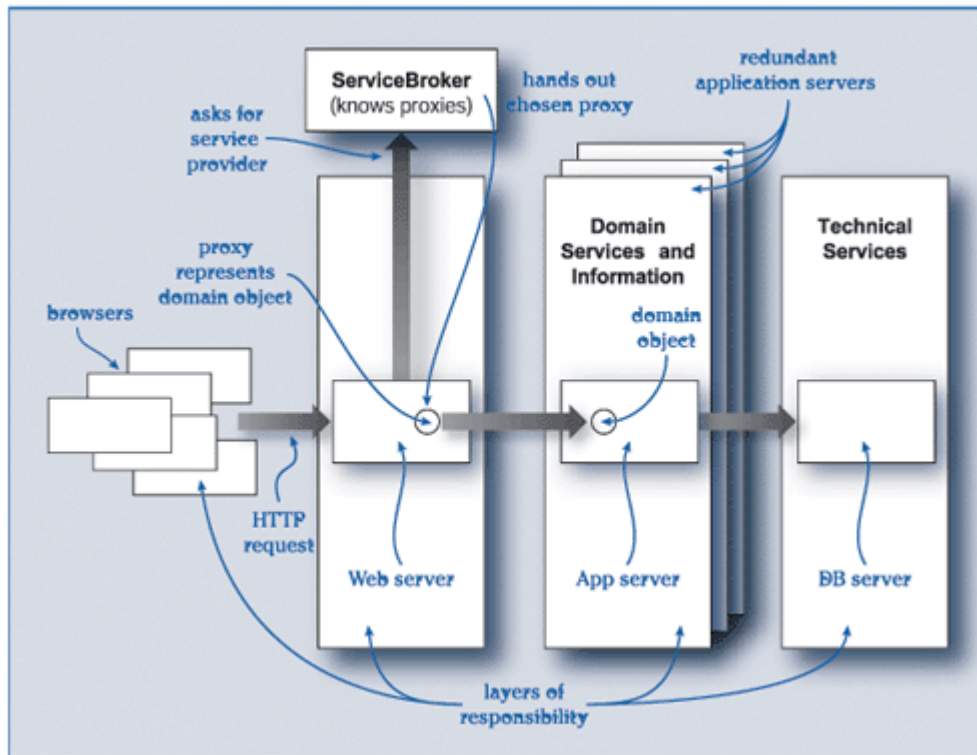 ServiceBroker
(knows proxies)
hands out
chosen proxy
redundant
application servers
asks for
service
provider
Domain
Services and
Information
Technical
Services
proxy
represents
domain object
browsers
domain
object
HTTP
request
Web server
App server
DB server
layers of
responsibility